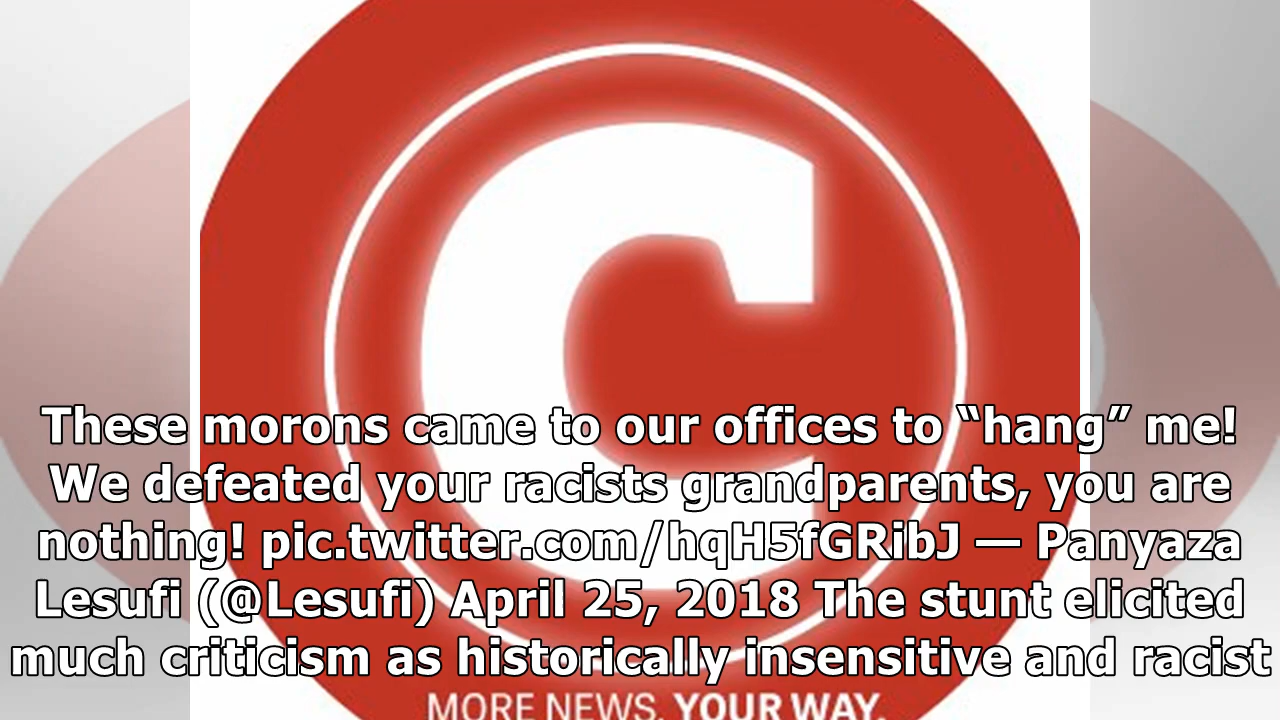 C
These morons came to our offices to “hang” me!
We defeated your racists grandparents, you are
nothing! pic.twitter.com/hqH5fGRibJ — Panyaza
Lesufi (@Lesufi) April 25, 2018 The stunt elicited
much criticism as historically insensitive and racist
MORE NEWS. YOUR WAY.